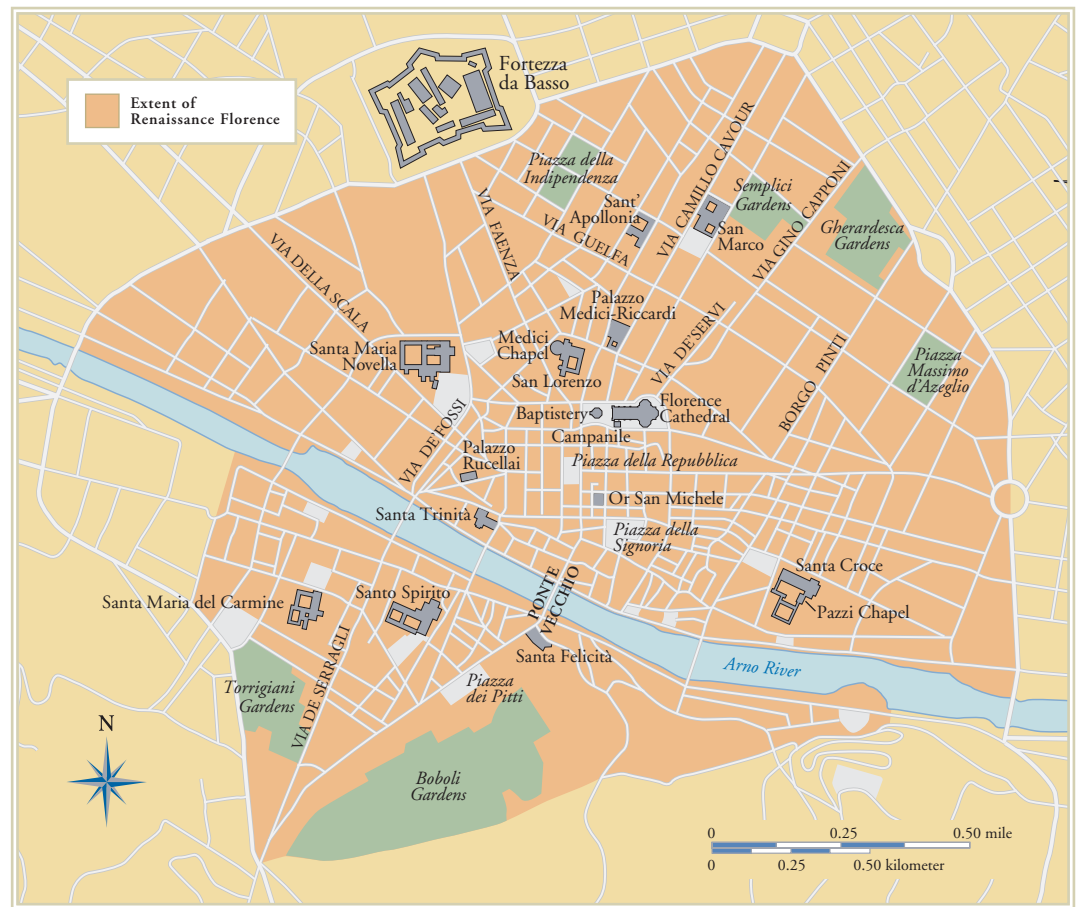 Fortezza
da Basso
Extent of
Renaissance Florence
Piazza della
Indipendenza
VIA CAMILLO CAVOUR
Semplici
Gardens
VIA GINO CAPPONI
Sant'
Apollonia
VIA FAENZA
VIA GUELFA
San
Marco
Gherardesca
Gardens
VIA DELLA SCALA
Palazzo
Medici-Riccardi
VIA DE'SERVI
Medici
Chapel
Santa Maria
Novella
San Lorenzo
BORGO PINTI
Piazza
Massimo
d'Azeglio
Baptistery
Florence
Cathedral
Campanile
VIA DE'FOSSI
Palazzo
Rucellai
Piazza della Repubblica
Or San Michele
Santa Trinità
Piazza della
Signoria
PONTE
VECCHIO
Santa Croce
Pazzi Chapel
Santa Maria del Carmine
Santo Spirito
Santa Felicità
Arno River
VIA DE SERRAGLI
Piazza
dei Pitti
Torrigiani
Gardens
N
Boboli
Gardens
0 0.25 0.50 mile
0 0.25 0.50 kilometer